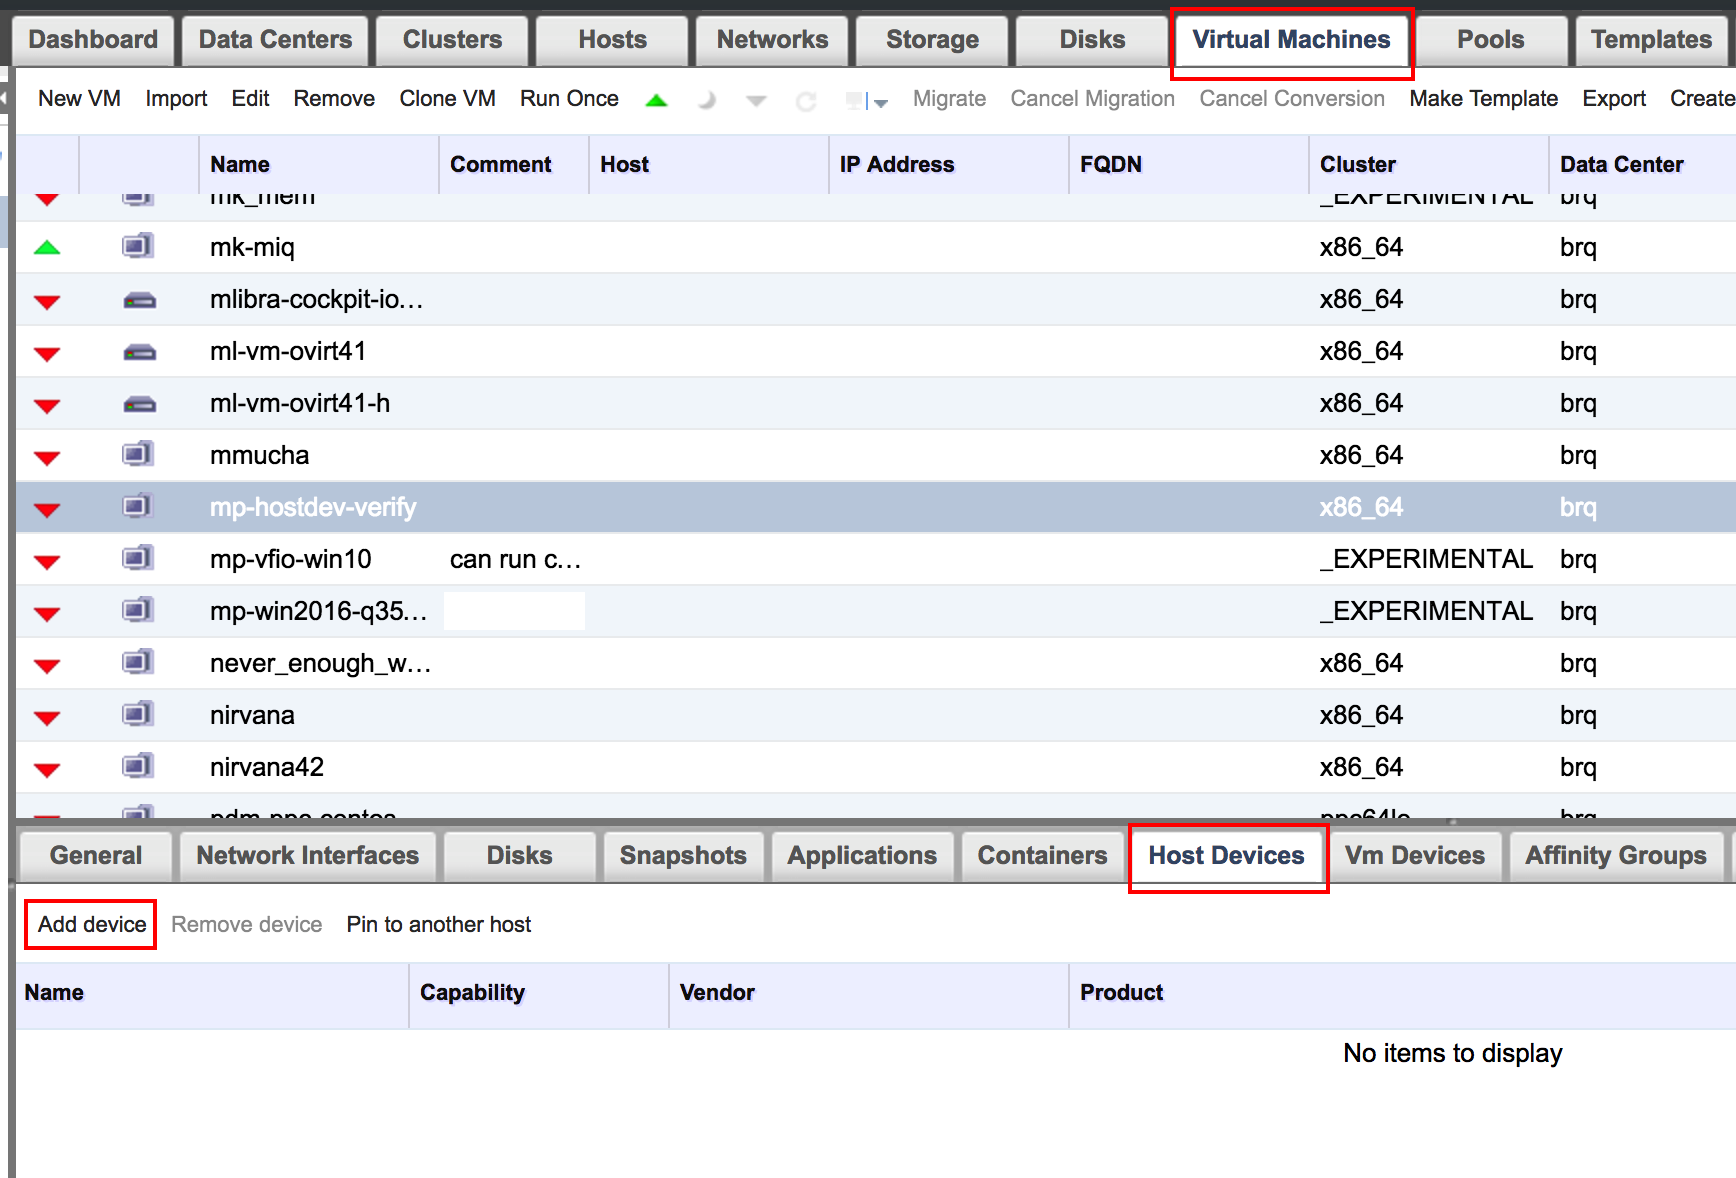 Dashboard Data Centers Clusters Hosts Networks Storage Disks Virtual Machines Pools Templates
New VM Import Edit Remove Clone VM Run Once Migrate Cancel Migration Cancel Conversion Make Template Export Create
Name Comment Host IP Address FQDN Cluster Data Center
mk_mem _EXPERIMENTAL brq
mk-miq x86_64 brq
mlibra-cockpit-io... x86_64 brq
ml-vm-ovirt41 x86_64 brq
ml-vm-ovirt41-h x86_64 brq
mmucha x86_64 brq
mp-hostdev-verify x86_64 brq
mp-vfio-win10 can run c... _EXPERIMENTAL brq
mp-win2016-q35... _EXPERIMENTAL brq
never_enough_w... x86_64 brq
nirvana x86_64 brq
nirvana42 x86_64 brq
pdm-ppc-centos ppc64le brq
General Network Interfaces Disks Snapshots Applications Containers Host Devices Vm Devices Affinity Groups
Add device Remove device Pin to another host
Name Capability Vendor Product
No items to display